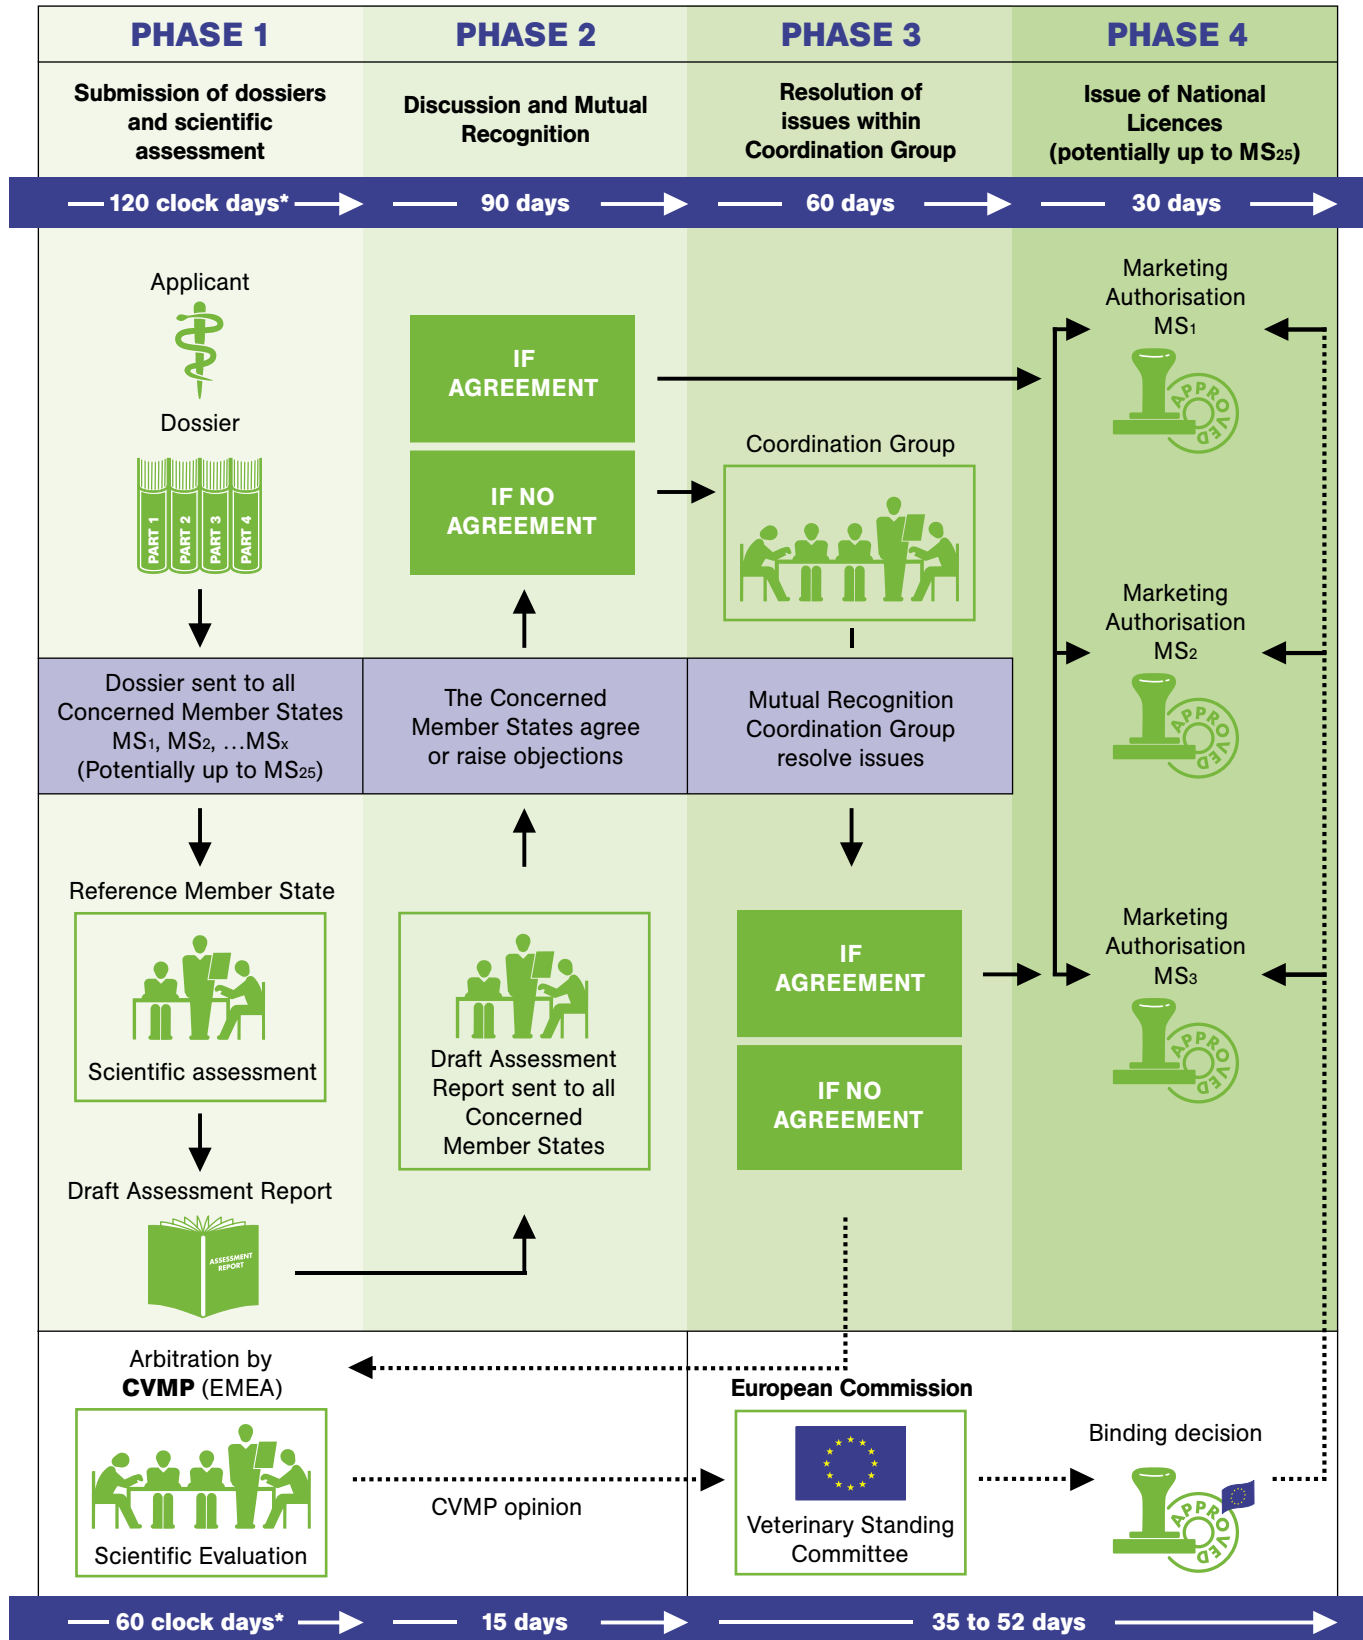 PHASE 1
PHASE 2
PHASE 3
PHASE 4
Submission of dossiers
and scientific
assessment
Discussion and Mutual
Recognition
Resolution of
issues within
Coordination Group
Issue of National
Licences
(potentially up to MS25)
120 clock days*
90 days
60 days
30 days
Applicant
Dossier
PART 1
PART 2
PART 3
PART 4
Dossier sent to all
Concerned Member States
MS1, MS2, …MSx
(Potentially up to MS25)
Reference Member State
Scientific assessment
Draft Assessment Report
ASSESSMENT
REPORT
IF
AGREEMENT
IF NO
AGREEMENT
The Concerned
Member States agree
or raise objections
Draft Assessment
Report sent to all
Concerned
Member States
Coordination Group
Mutual Recognition
Coordination Group
resolve issues
IF
AGREEMENT
IF NO
AGREEMENT
Marketing
Authorisation
MS1
APPROVED
Marketing
Authorisation
MS2
APPROVED
Marketing
Authorisation
MS3
APPROVED
Arbitration by
CVMP (EMEA)
Scientific Evaluation
CVMP opinion
European Commission
Veterinary Standing
Committee
Binding decision
APPROVED
60 clock days*
15 days
35 to 52 days